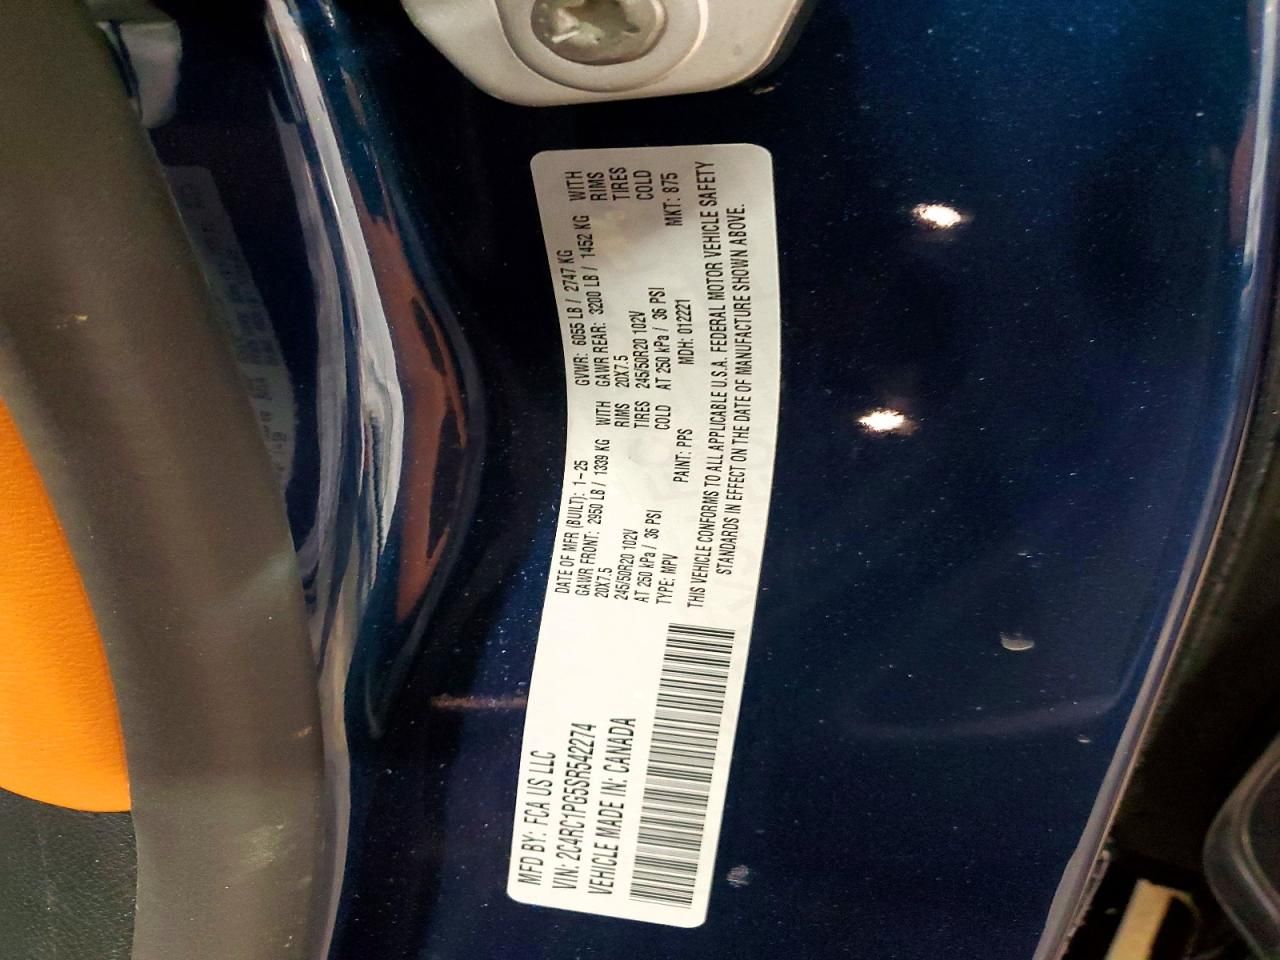 MFD BY: FCA US LLC
VIN: 2C4RC1PG5SR542274
VEHICLE MADE IN: CANADA
DATE OF MFR (BUILT): 1-25 GVWR: 6055 LB / 2747 KG
GAWR FRONT: 2950 LB / 1339 KG WITH GAWR REAR: 3200 LB / 1452 KG WITH
20X7.5 RIMS 20X7.5 RIMS
245/50R20 102V TIRES 245/50R20 102V TIRES
AT 250 kPa / 36 PSI COLD AT 250 kPa / 36 PSI COLD
TYPE: MPV PAINT: PPS MDH: 012221 MKT: 875
THIS VEHICLE CONFORMS TO ALL APPLICABLE U.S.A. FEDERAL MOTOR VEHICLE SAFETY
STANDARDS IN EFFECT ON THE DATE OF MANUFACTURE SHOWN ABOVE.